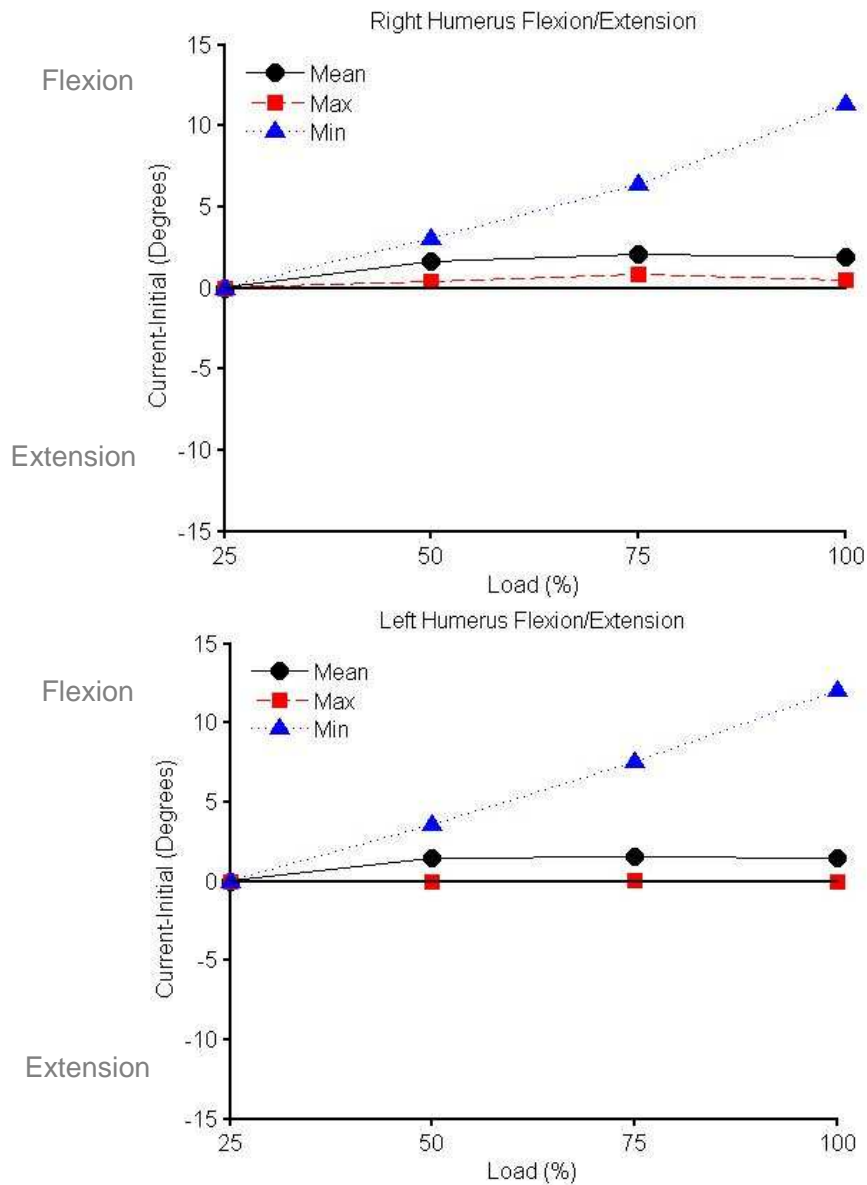 Right Humerus Flexion/Extension
Flexion
Extension
Current-Initial (Degrees)
15
10
5
0
-5
-10
-15
Mean
Max
Min
25 50 75 100
Load (%)
Left Humerus Flexion/Extension
Flexion
Extension
Current-Initial (Degrees)
15
10
5
0
-5
-10
-15
Mean
Max
Min
25 50 75 100
Load (%)